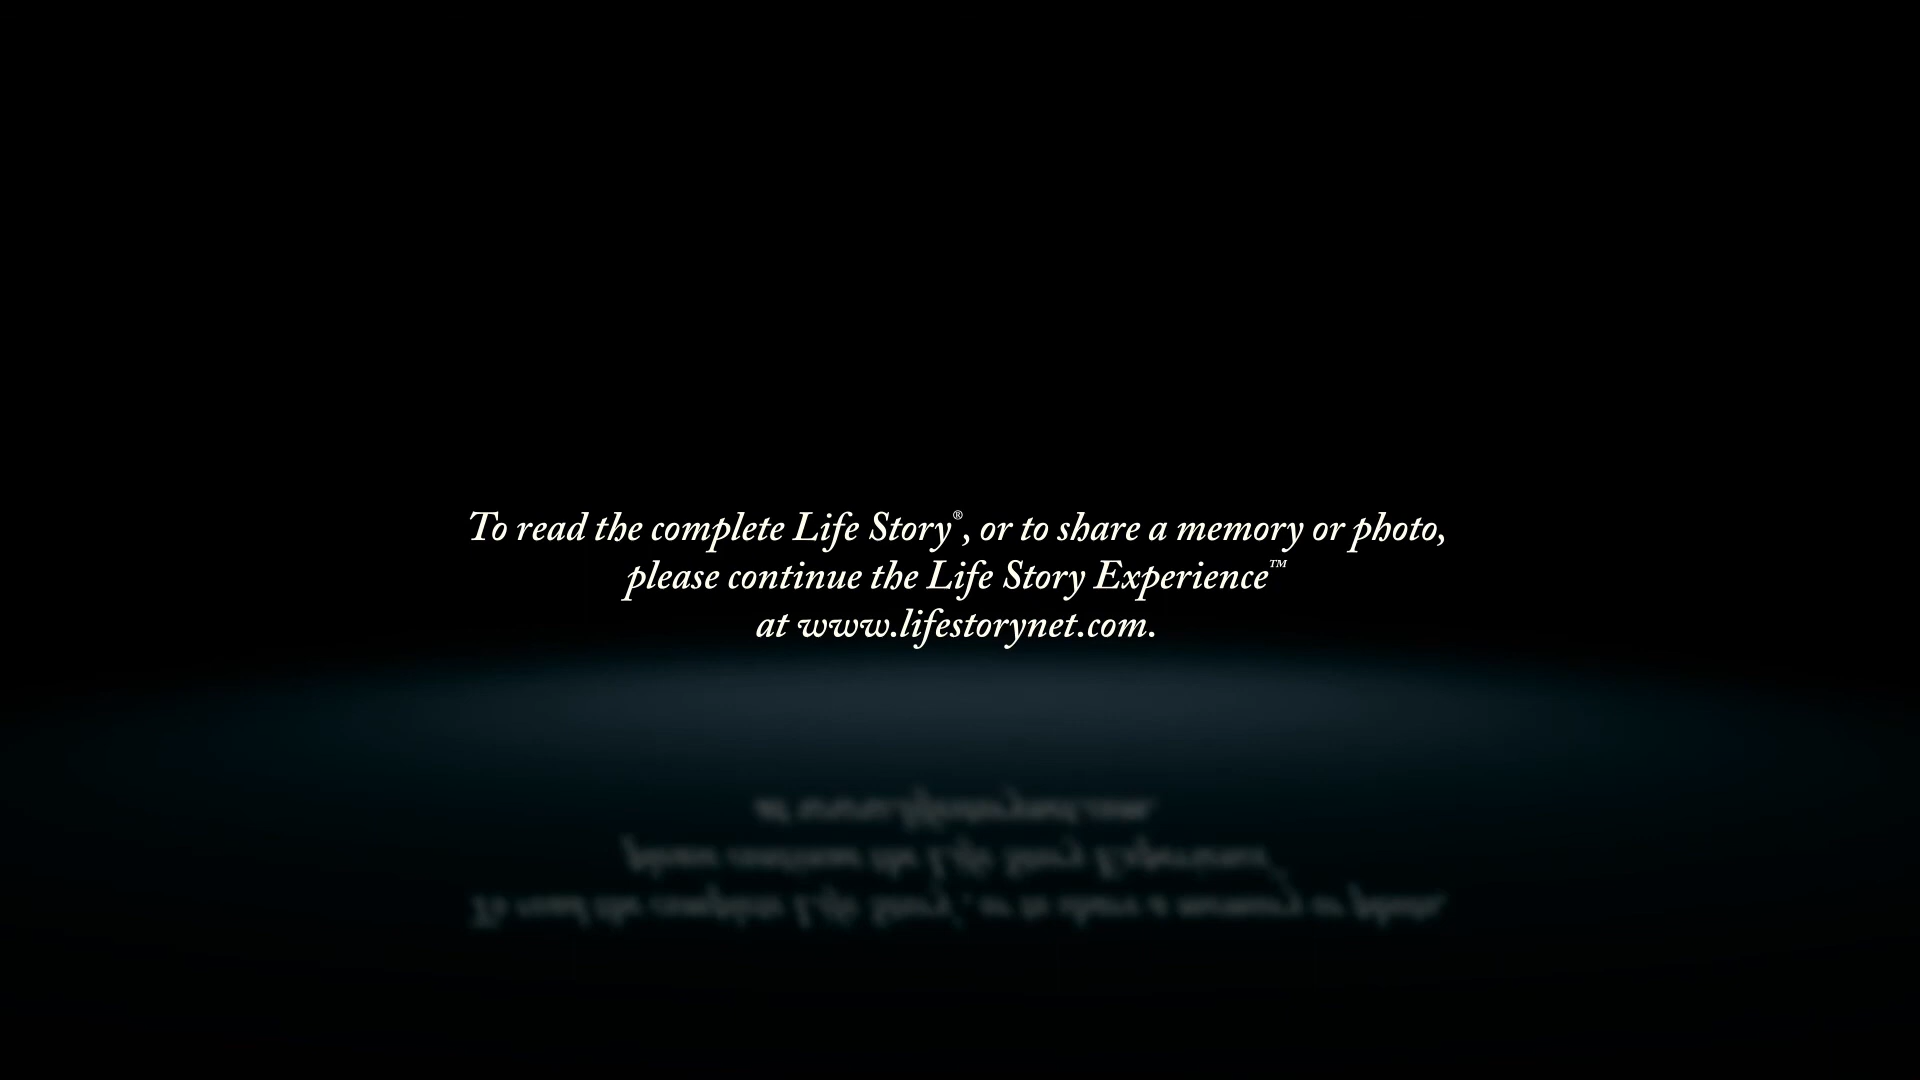 To read the complete Life Story®, or to share a memory or photo,
please continue the Life Story Experience™
at www.lifestorynet.com.